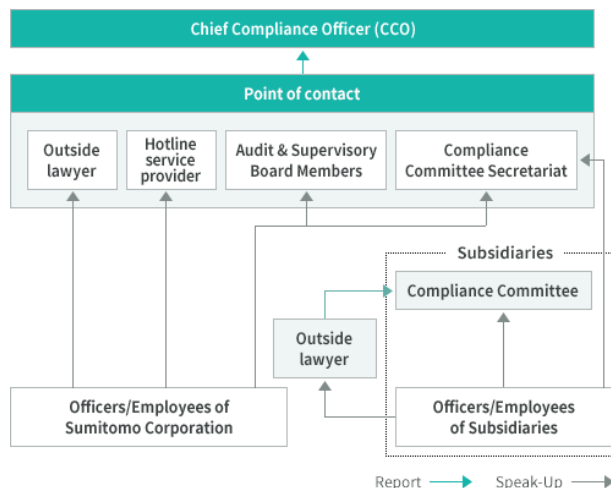 Chief Compliance Officer (CCO)
Point of contact
Outside
lawyer
Hotline
service
provider
Audit & Supervisory
Board Members
Compliance
Committee Secretariat
Subsidiaries
Compliance Committee
Outside
lawyer
Officers/Employees of
Sumitomo Corporation
Officers/Employees
of Subsidiaries
Report
Speak-Up